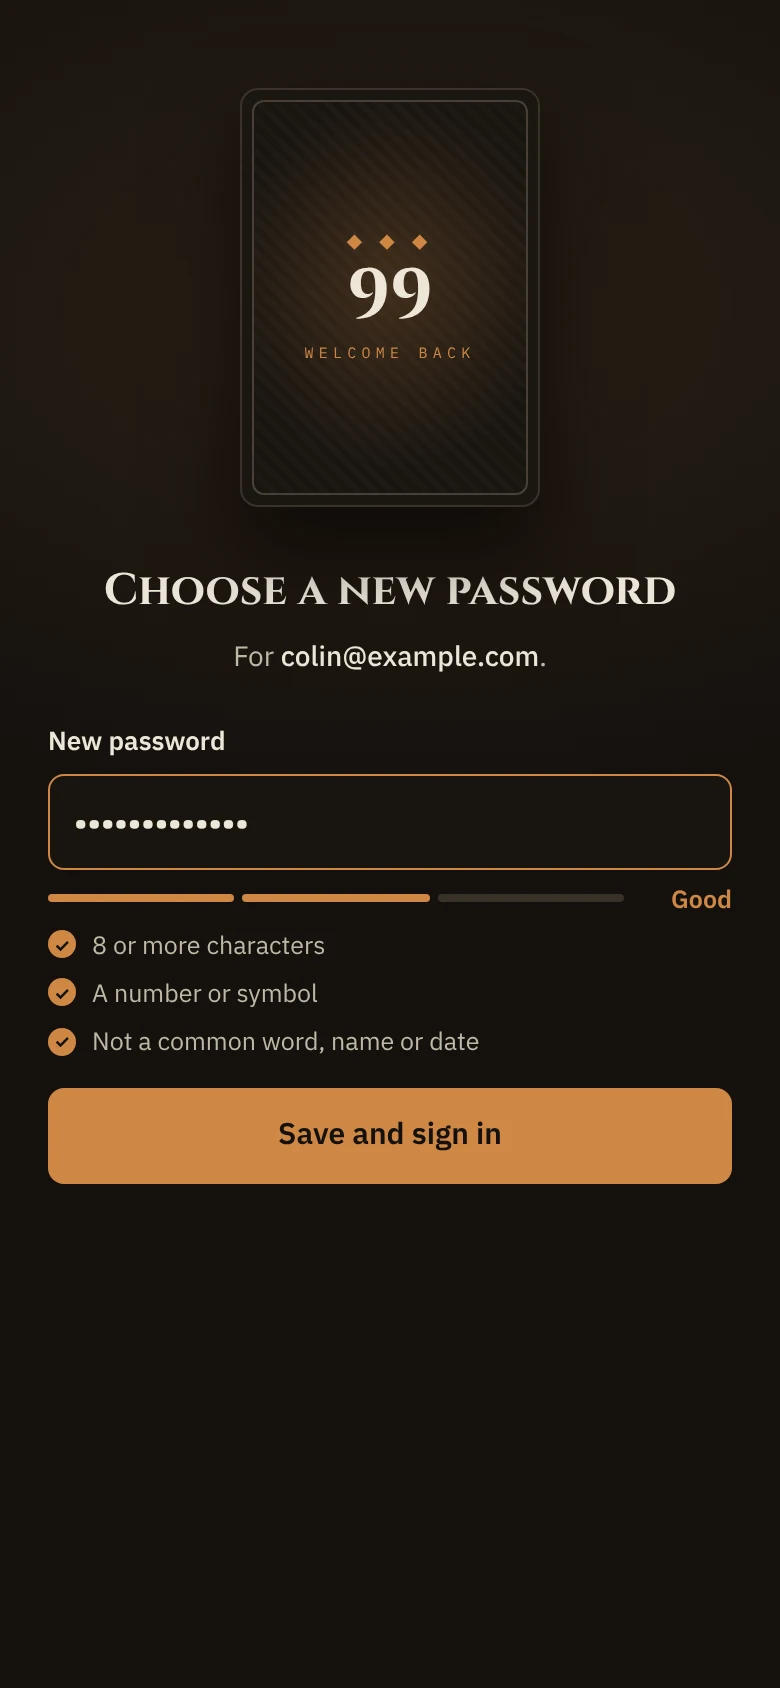 ◆ ◆ ◆
99
WELCOME BACK
Choose a new password
For colin@example.com.
New password
•••••••••••••
Good
8 or more characters
A number or symbol
Not a common word, name or date
Save and sign in